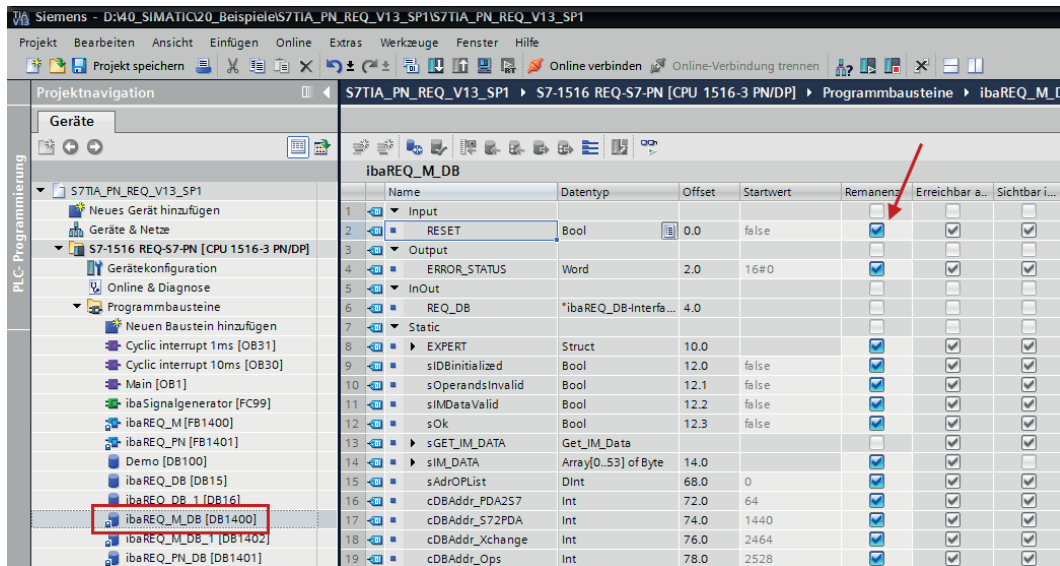 Siemens - D:\40_SIMATIC\20_Beispiele\S7TIA_PN_REQ_V13_SP1\S7TIA_PN_REQ_V13_SP1
Projekt Bearbeiten Ansicht Einfügen Online Extras Werkzeuge Fenster Hilfe
Projekt speichern Online verbinden Online-Verbindung trennen
Projektnavigation
S7TIA_PN_REQ_V13_SP1 S7-1516 REQ-S7-PN [CPU 1516-3 PN/DP] Programmbausteine ibaREQ_M_D
Geräte
PLC-Programmierung
S7TIA_PN_REQ_V13_SP1
Neues Gerät hinzufügen
Geräte & Netze
S7-1516 REQ-S7-PN [CPU 1516-3 PN/DP]
Gerätekonfiguration
Online & Diagnose
Programmbausteine
Neuen Baustein hinzufügen
Cyclic interrupt 1ms [OB31]
Cyclic interrupt 10ms [OB30]
Main [OB1]
ibaSignalgenerator [FC99]
ibaREQ_M [FB1400]
ibaREQ_PN [FB1401]
Demo [DB100]
ibaREQ_DB [DB15]
ibaREQ_DB_1 [DB16]
ibaREQ_M_DB [DB1400]
ibaREQ_M_DB_1 [DB1402]
ibaREQ_PN_DB [DB1401]
ibaREQ_M_DB
Name Datentyp Offset Startwert Remanenz Erreichbar a.. Sichtbar i...
1 Input
2 RESET Bool 0.0 false
3 Output
4 ERROR_STATUS Word 2.0 16#0
5 InOut
6 REQ_DB "ibaREQ_DB-Interfa... 4.0
7 Static
8 EXPERT Struct 10.0
9 sIDBinitialized Bool 12.0 false
10 sOperandsInvalid Bool 12.1 false
11 sIMDataValid Bool 12.2 false
12 sOk Bool 12.3 false
13 sGET_IM_DATA Get_IM_Data
14 sIM_DATA Array[0..53] of Byte 14.0
15 sAdrOPList DInt 68.0 0
16 cDBAddr_PDA2S7 Int 72.0 64
17 cDBAddr_S72PDA Int 74.0 1440
18 cDBAddr_Xchange Int 76.0 2464
19 cDBAddr_Ops Int 78.0 2528